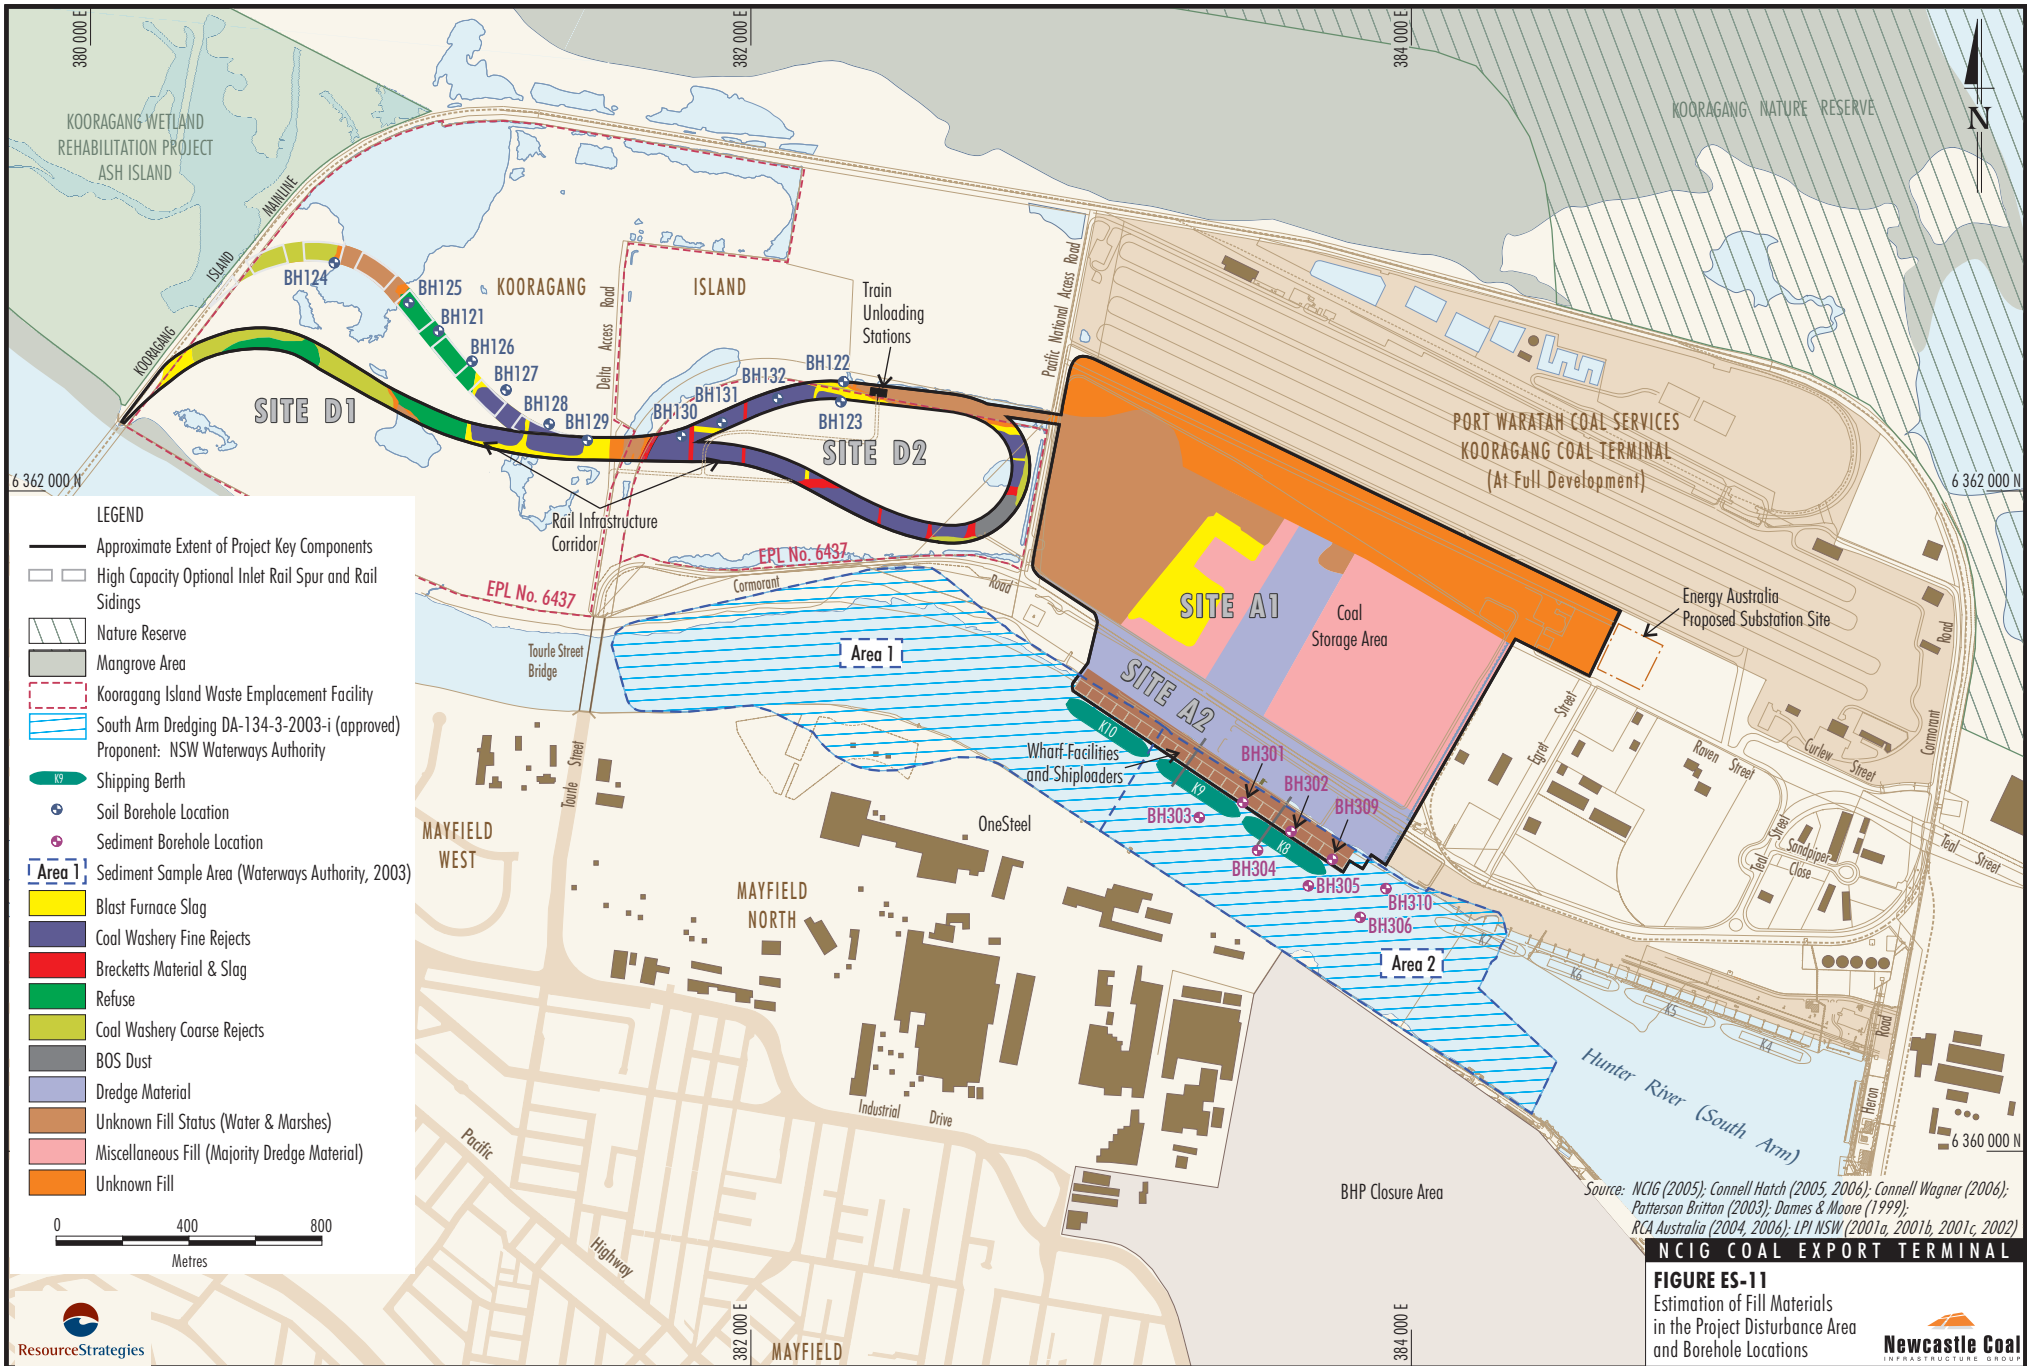 380 000 E
382 000 E
384 000 E
KOORAGANG WETLAND
REHABILITATION PROJECT
ASH ISLAND
KOORAGANG NATURE RESERVE
N
KOORAGANG
ISLAND
MAINLINE
BH124
BH125
BH121
BH126
BH127
BH128
BH129
BH130
BH131
BH132
BH122
BH123
KOORAGANG
ISLAND
Delta Access Road
Pacific National Access Road
Train
Unloading
Stations
SITE D1
SITE D2
PORT WARATAH COAL SERVICES
KOORAGANG COAL TERMINAL
(At Full Development)
6 362 000 N
6 362 000 N
Rail Infrastructure
Corridor
EPL No. 6437
EPL No. 6437
Cormorant
Road
SITE A1
Coal
Storage Area
Energy Australia
Proposed Substation Site
Tourle Street
Bridge
Area 1
SITE A2
K10
K9
K8
Wharf Facilities
and Shiploaders
BH301
BH302
BH309
BH303
BH304
BH305
BH310
BH306
Area 2
Egret
Street
Raven
Street
Curlew
Street
Cormorant
Road
Teal
Street
Sandpiper
Close
Teal
Street
K7
K6
K5
K4
Heron
Road
Hunter River (South Arm)
6 360 000 N
Tourle Street
MAYFIELD
WEST
MAYFIELD
NORTH
OneSteel
Industrial
Drive
Pacific
Highway
BHP Closure Area
382 000 E
MAYFIELD
384 000 E
LEGEND
Approximate Extent of Project Key Components
High Capacity Optional Inlet Rail Spur and Rail
Sidings
Nature Reserve
Mangrove Area
Kooragang Island Waste Emplacement Facility
South Arm Dredging DA-134-3-2003-i (approved)
Proponent: NSW Waterways Authority
K9
Shipping Berth
Soil Borehole Location
Sediment Borehole Location
Area 1
Sediment Sample Area (Waterways Authority, 2003)
Blast Furnace Slag
Coal Washery Fine Rejects
Brecketts Material & Slag
Refuse
Coal Washery Coarse Rejects
BOS Dust
Dredge Material
Unknown Fill Status (Water & Marshes)
Miscellaneous Fill (Majority Dredge Material)
Unknown Fill
0
400
800
Metres
ResourceStrategies
Source: NCIG (2005); Connell Hatch (2005, 2006); Connell Wagner (2006);
Patterson Britton (2003); Dames & Moore (1999);
RCA Australia (2004, 2006); LPI NSW (2001a, 2001b, 2001c, 2002)
NCIG COAL EXPORT TERMINAL
FIGURE ES-11
Estimation of Fill Materials
in the Project Disturbance Area
and Borehole Locations
Newcastle Coal
INFRASTRUCTURE GROUP